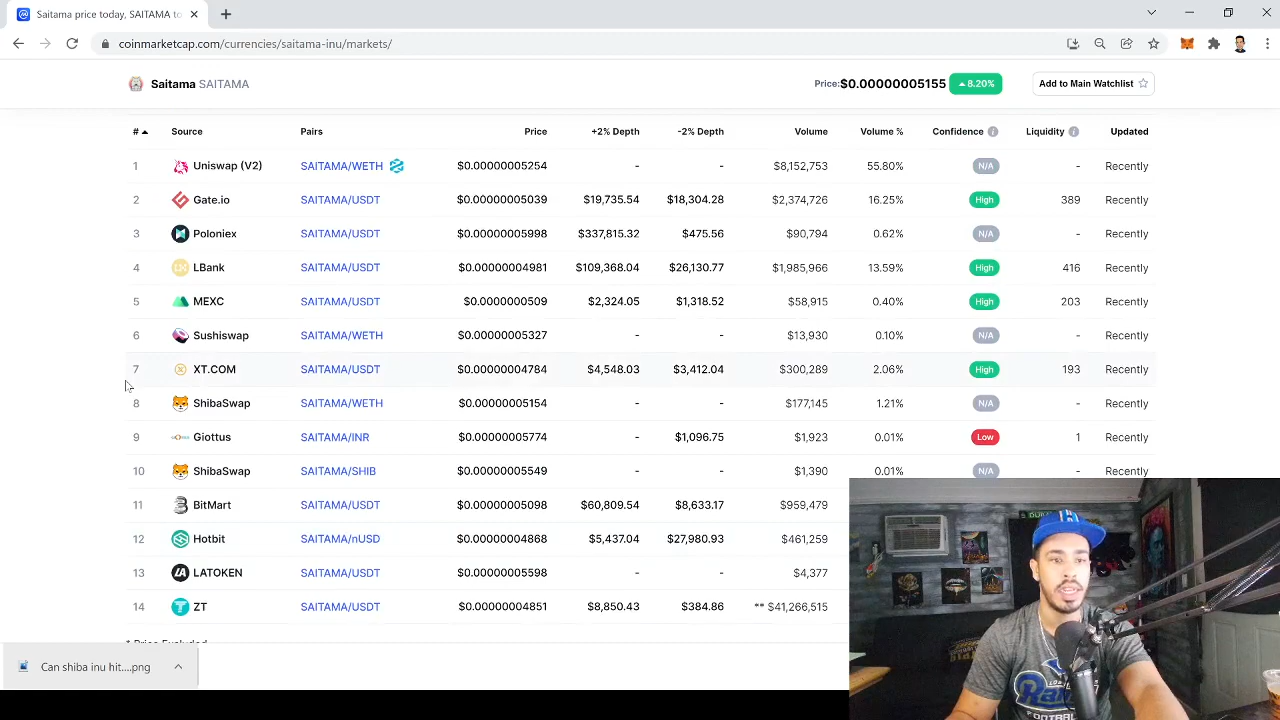 Saitama price today, SAITAMA to
coinmarketcap.com/currencies/saitama-inu/markets/
Saitama SAITAMA Price:$0.00000005155 8.20% Add to Main Watchlist
# Source Pairs Price +2% Depth -2% Depth Volume Volume % Confidence Liquidity Updated
1 Uniswap (V2) SAITAMA/WETH $0.00000005254 - - $8,152,753 55.80% N/A - Recently
2 Gate.io SAITAMA/USDT $0.00000005039 $19,735.54 $18,304.28 $2,374,726 16.25% High 389 Recently
3 Poloniex SAITAMA/USDT $0.00000005998 $337,815.32 $475.56 $90,794 0.62% N/A - Recently
4 LBank SAITAMA/USDT $0.00000004981 $109,368.04 $26,130.77 $1,985,966 13.59% High 416 Recently
5 MEXC SAITAMA/USDT $0.0000000509 $2,324.05 $1,318.52 $58,915 0.40% High 203 Recently
6 Sushiswap SAITAMA/WETH $0.00000005327 - - $13,930 0.10% N/A - Recently
7 XT.COM SAITAMA/USDT $0.00000004784 $4,548.03 $3,412.04 $300,289 2.06% High 193 Recently
8 ShibaSwap SAITAMA/WETH $0.00000005154 - - $177,145 1.21% N/A - Recently
9 Giottus SAITAMA/INR $0.00000005774 - $1,096.75 $1,923 0.01% Low 1 Recently
10 ShibaSwap SAITAMA/SHIB $0.00000005549 - - $1,390 0.01% N/A - Recently
11 BitMart SAITAMA/USDT $0.00000005098 $60,809.54 $8,633.17 $959,479
12 Hotbit SAITAMA/nUSD $0.00000004868 $5,437.04 $27,980.93 $461,259
13 LATOKEN SAITAMA/USDT $0.00000005598 - - $4,377
14 ZT SAITAMA/USDT $0.00000004851 $8,850.43 $384.86 ** $41,266,515
* Price Excluded
Can shiba inu hit....png
Rams
FOOTBALL